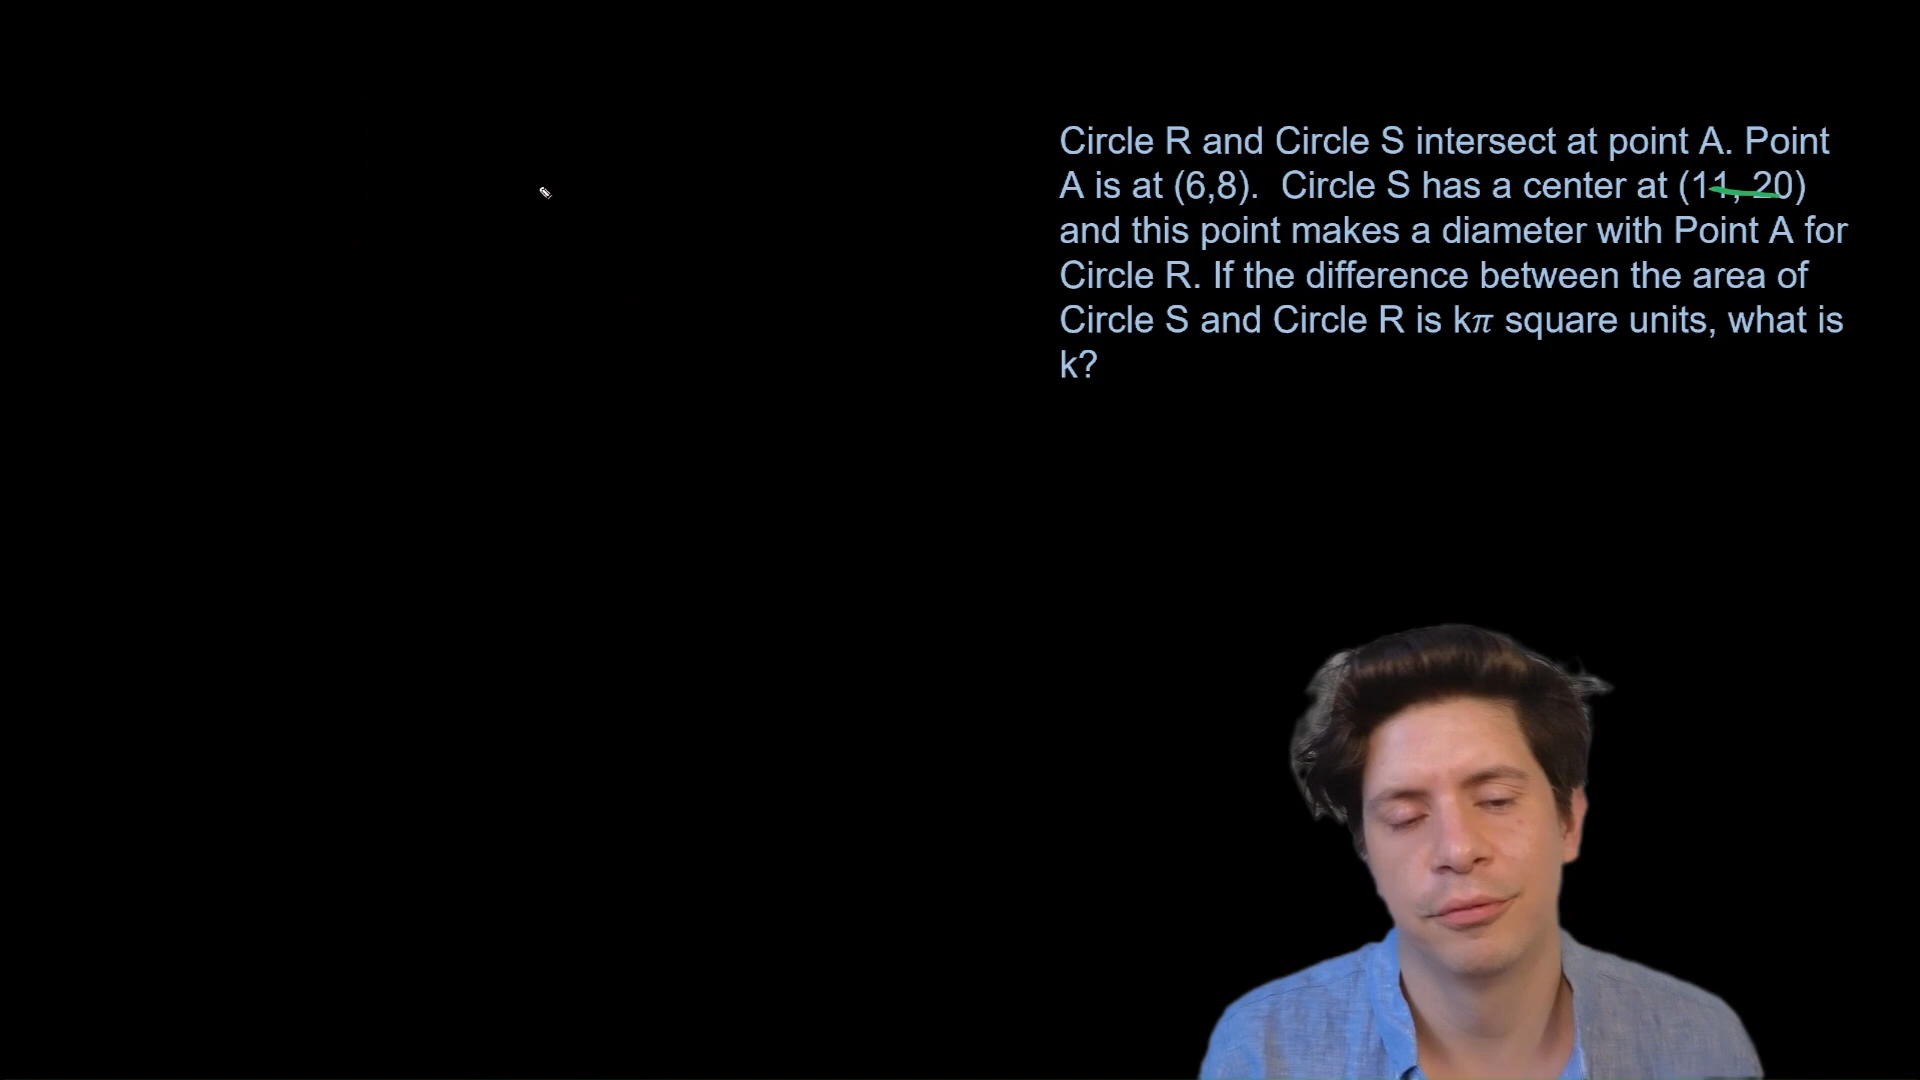 Circle R and Circle S intersect at point A. Point
A is at (6,8).  Circle S has a center at (11, 20)
and this point makes a diameter with Point A for
Circle R. If the difference between the area of
Circle S and Circle R is kπ square units, what is
k?